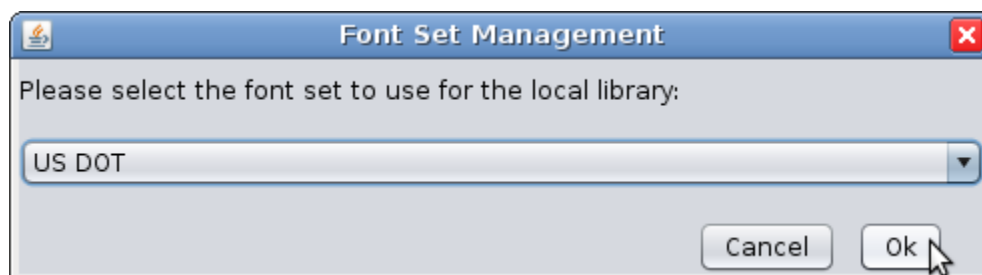 Font Set Management
Please select the font set to use for the local library:
US DOT
Cancel Ok